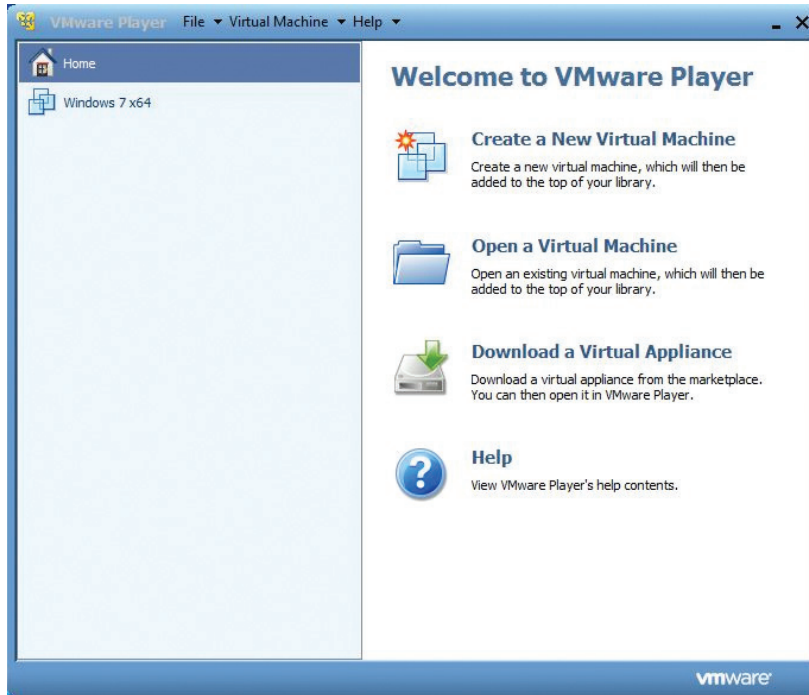 VMware Player File Virtual Machine Help
Home
Windows 7 x64
Welcome to VMware Player
Create a New Virtual Machine
Create a new virtual machine, which will then be
added to the top of your library.
Open a Virtual Machine
Open an existing virtual machine, which will then be
added to the top of your library.
Download a Virtual Appliance
Download a virtual appliance from the marketplace.
You can then open it in VMware Player.
Help
View VMware Player's help contents.
vmware